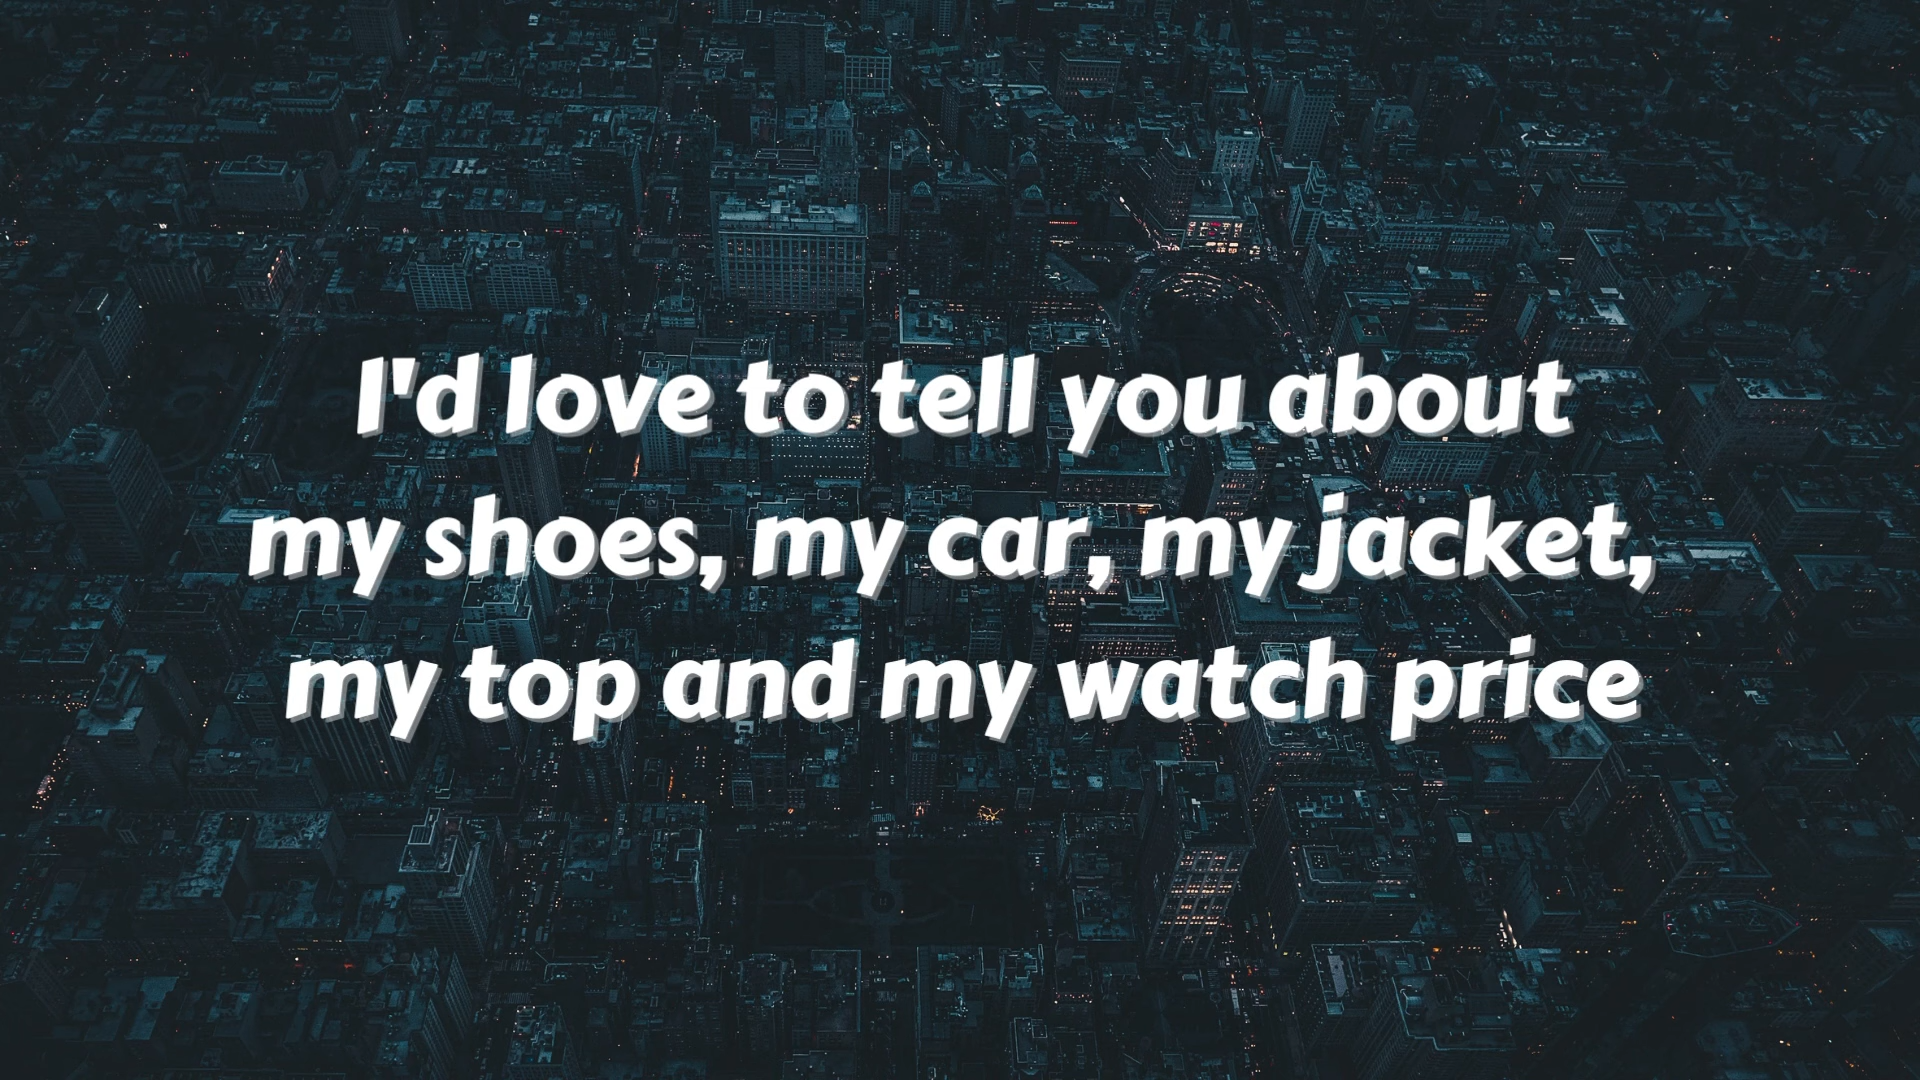 I'd love to tell you about
my shoes, my car, my jacket,
my top and my watch price